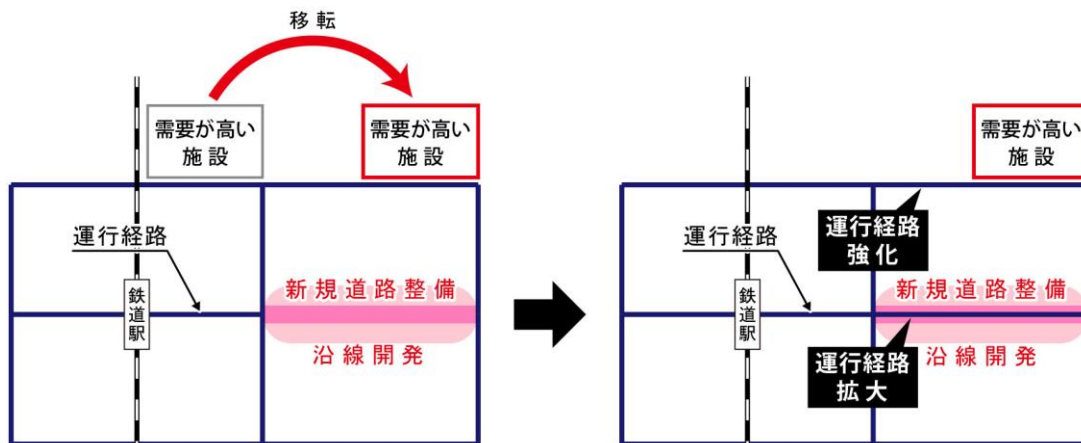 移転
需要が高い
施設
需要が高い
施設
運行経路
鉄道駅
新規道路整備
沿線開発
需要が高い
施設
運行経路
強化
運行経路
鉄道駅
新規道路整備
沿線開発
運行経路
拡大